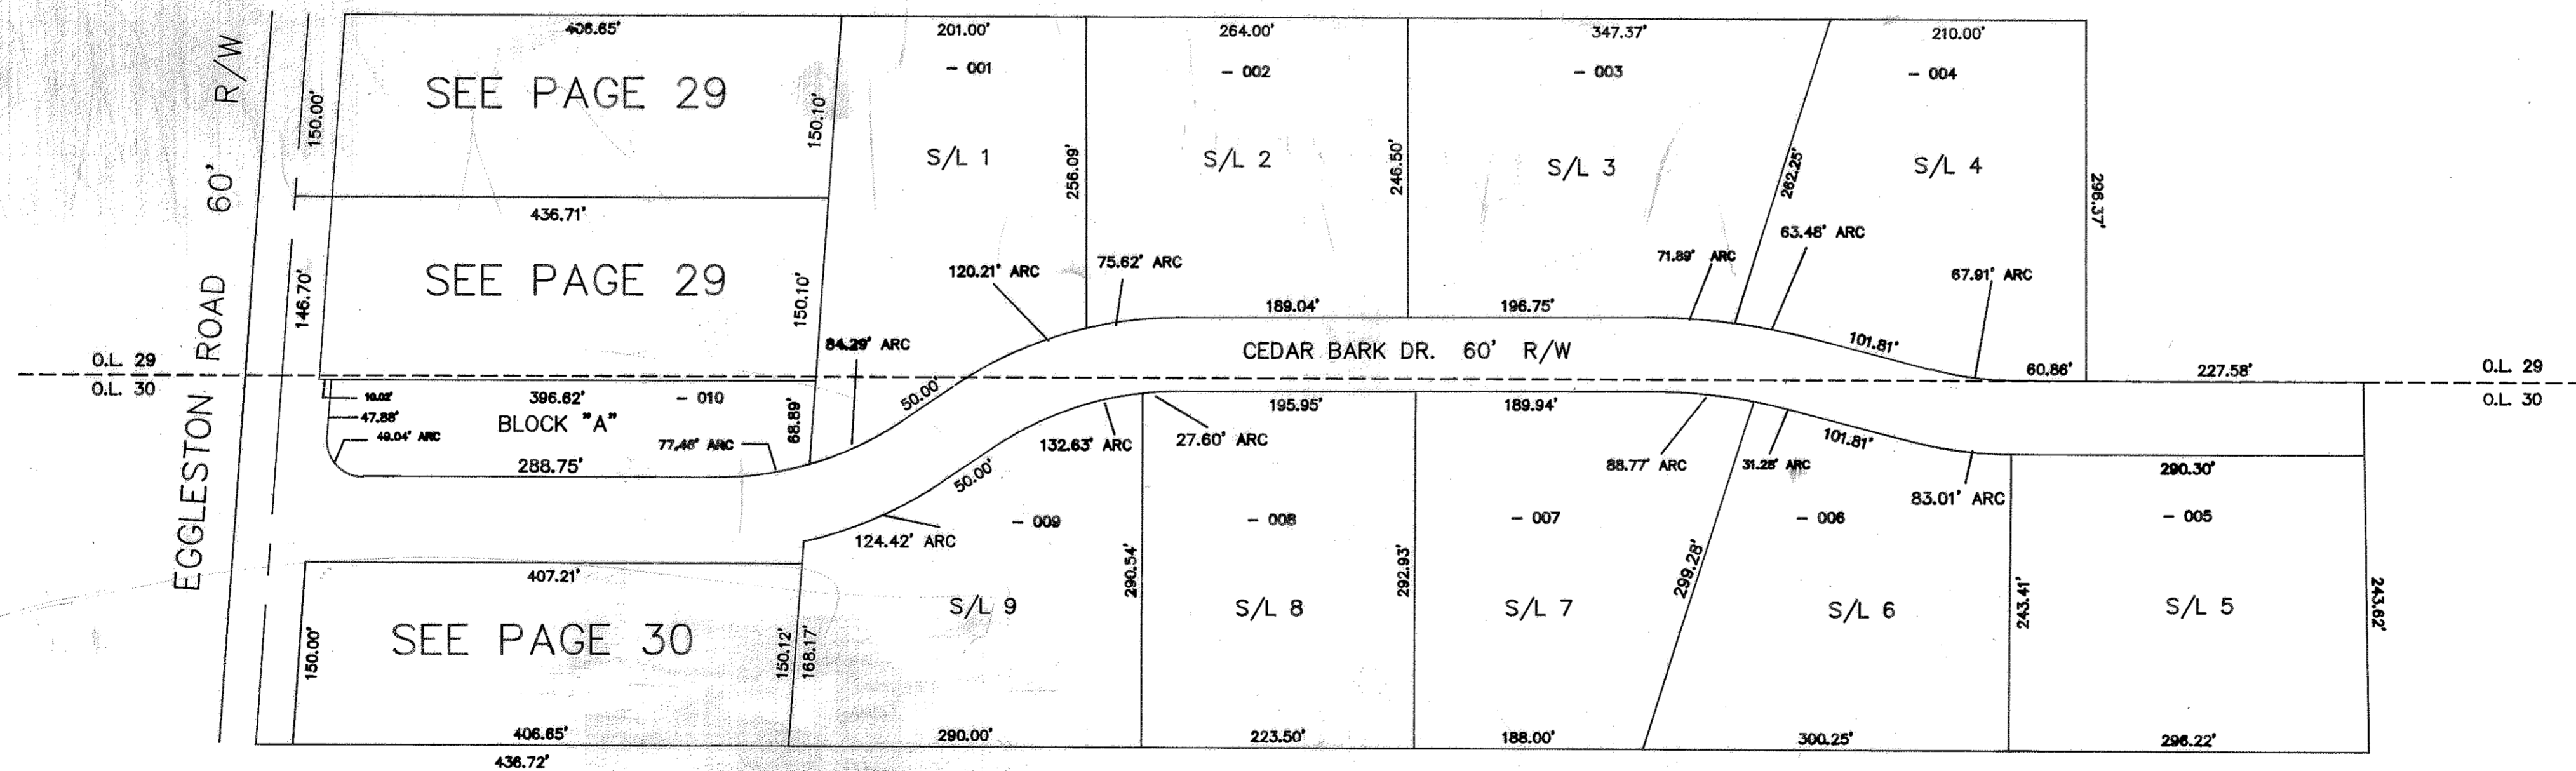 EGGLESTON ROAD 60' R/W
406.65'
150.00'
SEE PAGE 29
150.10'
436.71'
146.70'
SEE PAGE 29
150.10'
O.L. 29
O.L. 30
10.02'
396.62'
- 010
47.88'
BLOCK "A"
68.89'
49.04' ARC
77.46' ARC
288.75'
407.21'
150.00'
SEE PAGE 30
150.12'
168.17'
406.65'
436.72'
201.00'
- 001
S/L 1
256.09'
120.21' ARC
84.29' ARC
50.00'
264.00'
- 002
S/L 2
246.50'
75.62' ARC
189.04'
347.37'
- 003
S/L 3
262.25'
71.89' ARC
196.75'
210.00'
- 004
S/L 4
296.37'
63.48' ARC
67.91' ARC
101.81'
60.86'
227.58'
O.L. 29
O.L. 30
CEDAR BARK DR. 60' R/W
50.00'
132.63' ARC
124.42' ARC
- 009
S/L 9
290.54'
290.00'
27.60' ARC
195.95'
- 008
S/L 8
292.93'
223.50'
189.94'
88.77' ARC
- 007
S/L 7
299.28'
188.00'
101.81'
31.28' ARC
83.01' ARC
- 006
S/L 6
243.41'
300.25'
290.30'
- 005
S/L 5
243.62'
296.22'